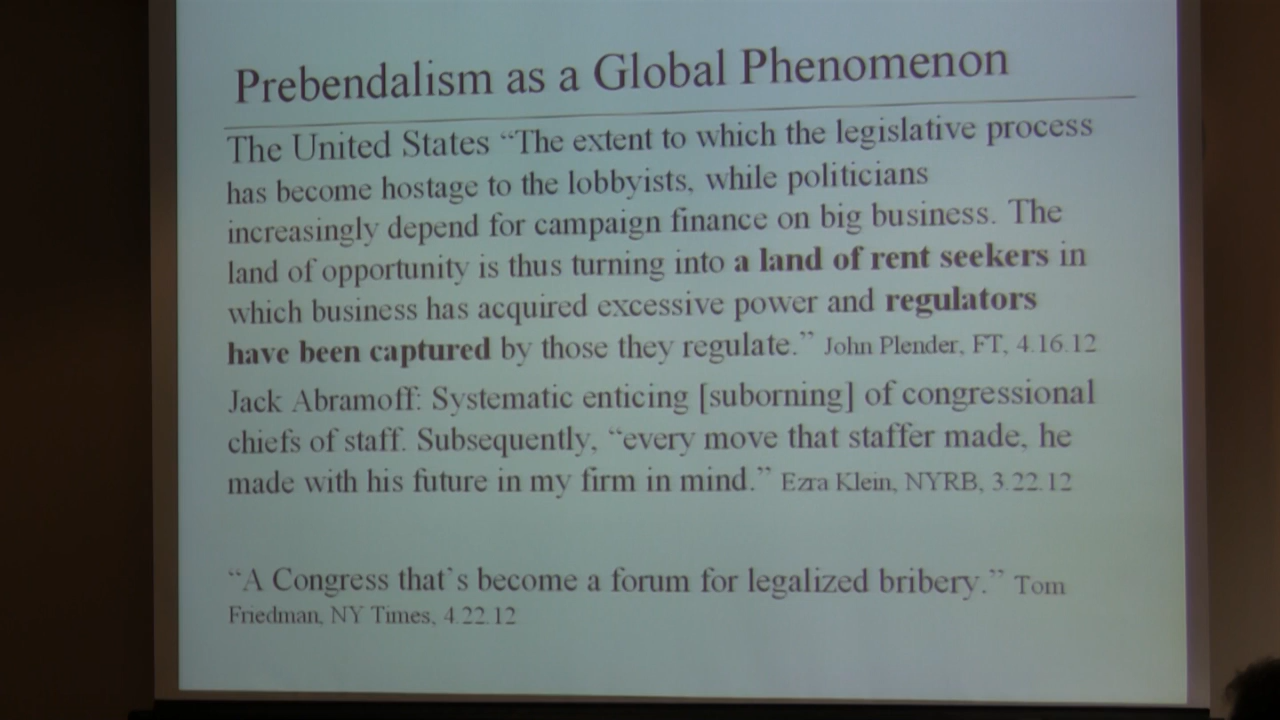 Prebendalism as a Global Phenomenon
The United States “The extent to which the legislative process
has become hostage to the lobbyists, while politicians
increasingly depend for campaign finance on big business. The
land of opportunity is thus turning into a land of rent seekers in
which business has acquired excessive power and regulators
have been captured by those they regulate.” John Plender, FT, 4.16.12
Jack Abramoff: Systematic enticing [suborning] of congressional
chiefs of staff. Subsequently, “every move that staffer made, he
made with his future in my firm in mind.” Ezra Klein, NYRB, 3.22.12
“A Congress that’s become a forum for legalized bribery.” Tom
Friedman, NY Times, 4.22.12